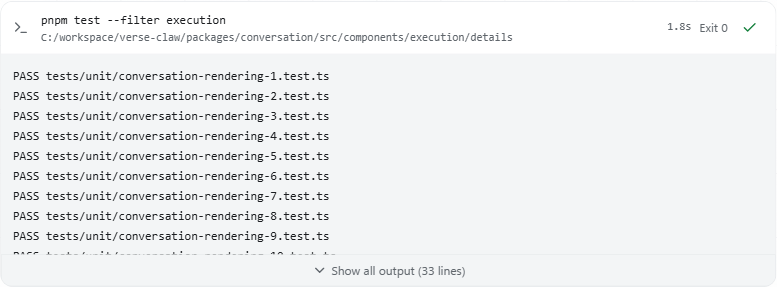 pnpm test --filter execution
C:/workspace/verse-claw/packages/conversation/src/components/execution/details
1.8s Exit 0
PASS tests/unit/conversation-rendering-1.test.ts
PASS tests/unit/conversation-rendering-2.test.ts
PASS tests/unit/conversation-rendering-3.test.ts
PASS tests/unit/conversation-rendering-4.test.ts
PASS tests/unit/conversation-rendering-5.test.ts
PASS tests/unit/conversation-rendering-6.test.ts
PASS tests/unit/conversation-rendering-7.test.ts
PASS tests/unit/conversation-rendering-8.test.ts
PASS tests/unit/conversation-rendering-9.test.ts
Show all output (33 lines)